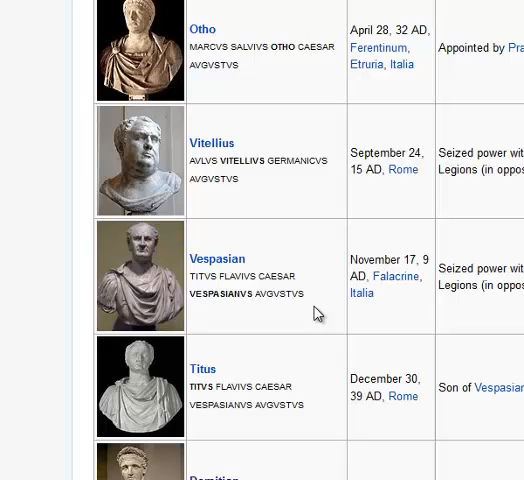 Otho
MARCVS SALVIVS OTHO CAESAR
AVGVSTVS
April 28, 32 AD,
Ferentinum,
Etruria, Italia
Appointed by
Vitellius
AVLVS VITELLIVS GERMANICVS
AVGVSTVS
September 24,
15 AD, Rome
Seized power
Legions (in
Vespasian
TITVS FLAVIVS CAESAR
VESPASIANVS AVGVSTVS
November 17, 9
AD, Falacrine,
Italia
Seized power
Legions (in
Titus
TITVS FLAVIVS CAESAR
VESPASIANVS AVGVSTVS
December 30,
39 AD, Rome
Son of Vespasian